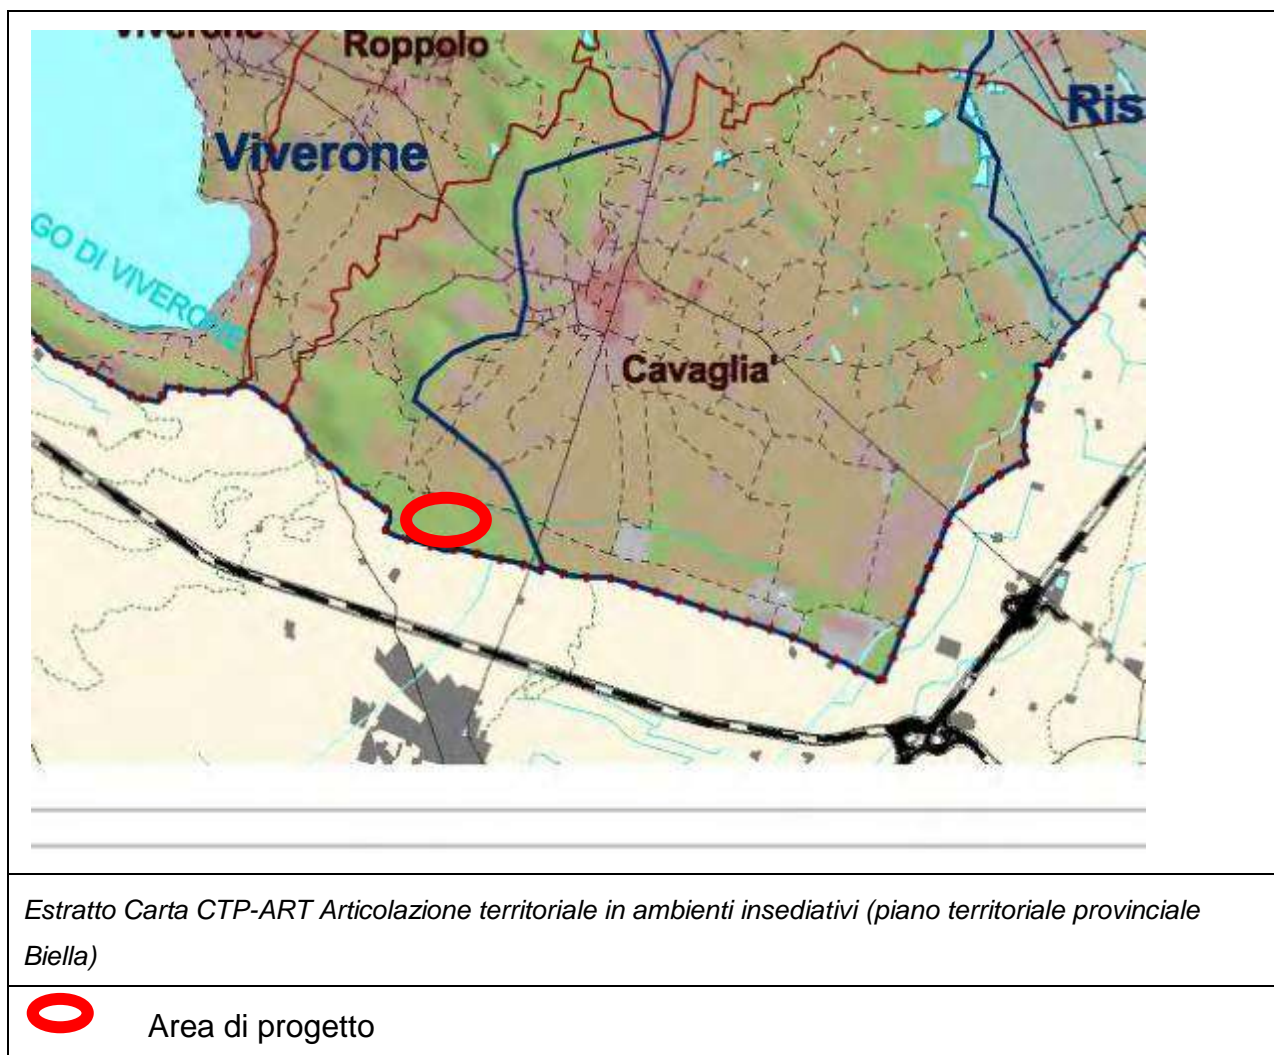 Viverone
Roppolo
Ris
Viverone
GO DI VIVERONE
Cavaglia'
Estratto Carta CTP-ART Articolazione territoriale in ambienti insediativi (piano territoriale provinciale
Biella)
Area di progetto